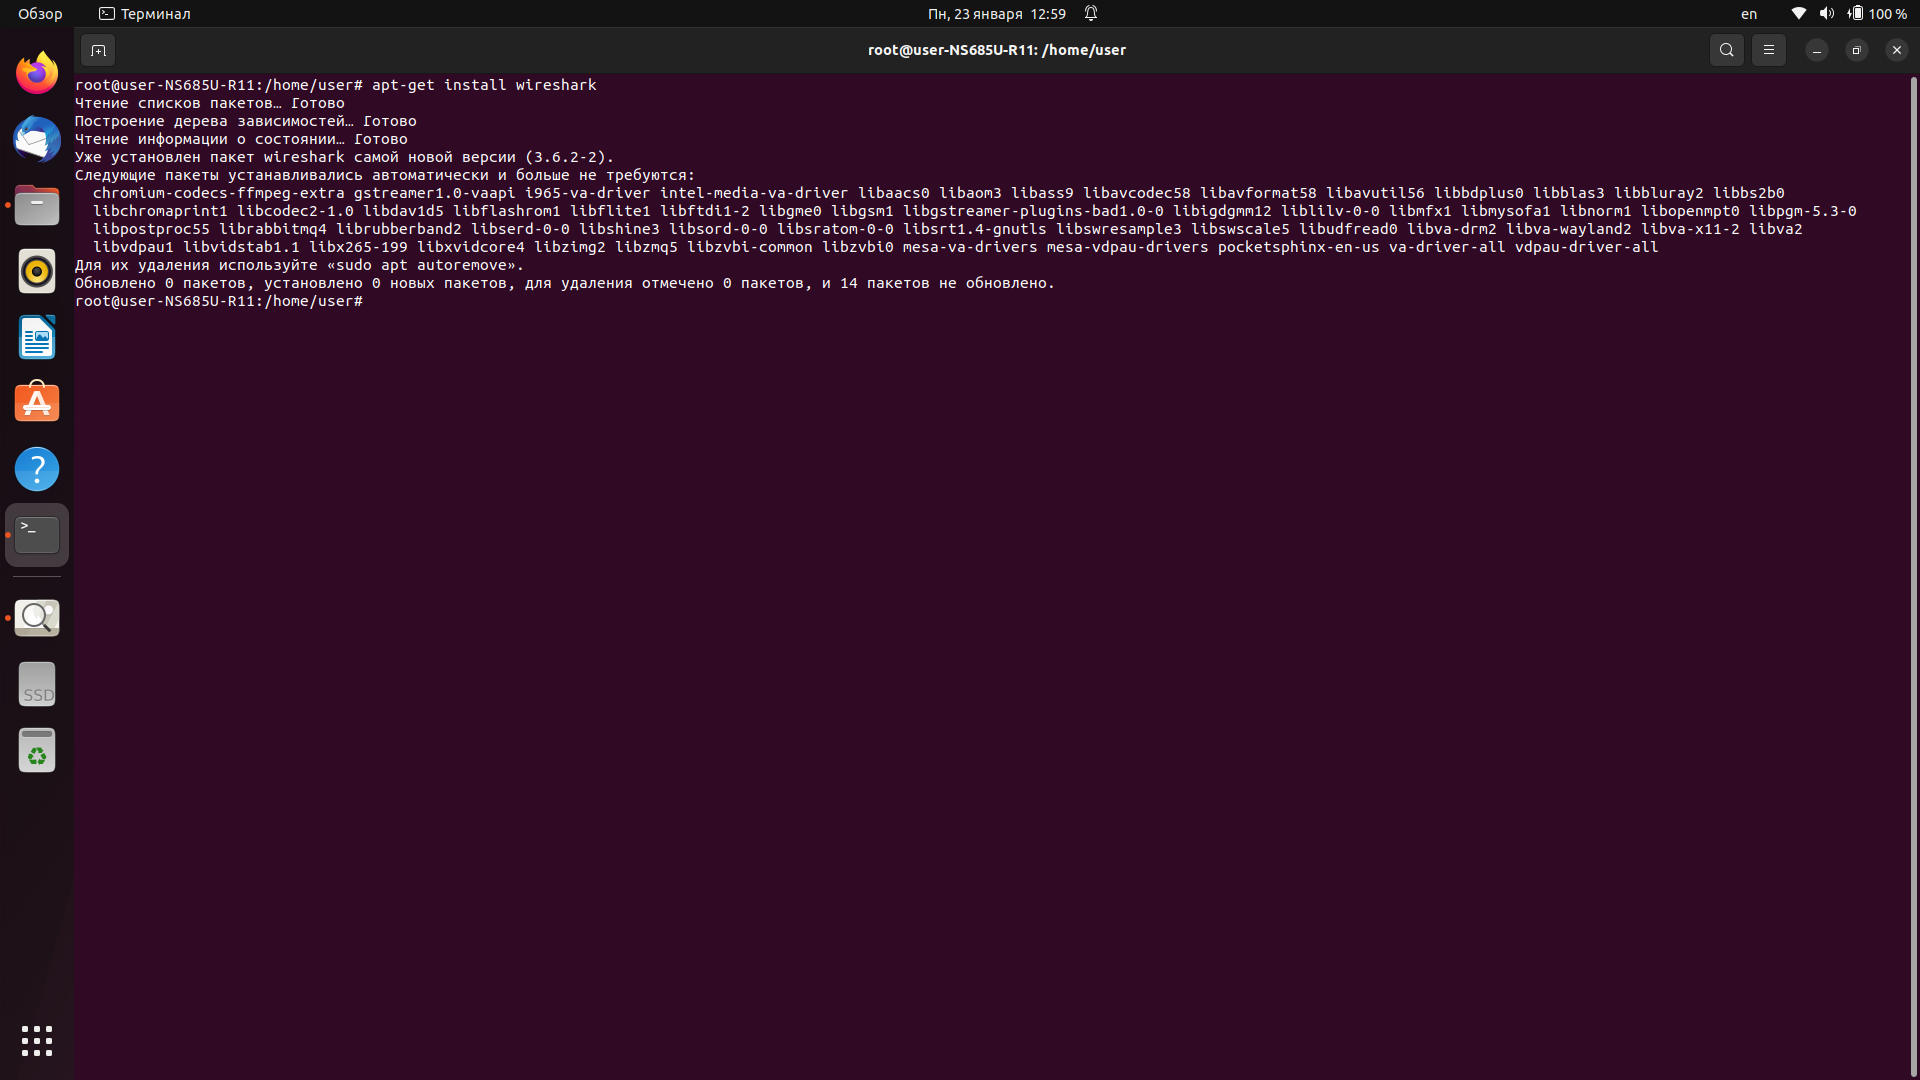 Обзор
Терминал
Пн, 23 января 12:59
en
100 %
root@user-NS685U-R11: /home/user
root@user-NS685U-R11:/home/user# apt-get install wireshark
Чтение списков пакетов… Готово
Построение дерева зависимостей… Готово
Чтение информации о состоянии… Готово
Уже установлен пакет wireshark самой новой версии (3.6.2-2).
Следующие пакеты устанавливались автоматически и больше не требуются:
chromium-codecs-ffmpeg-extra gstreamer1.0-vaapi i965-va-driver intel-media-va-driver libaacs0 libaom3 libass9 libavcodec58 libavformat58 libavutil56 libbdplus0 libblas3 libbluray2 libbs2b0
libchromaprint1 libcodec2-1.0 libdav1d5 libflashrom1 libflite1 libftdi1-2 libgme0 libgsm1 libgstreamer-plugins-bad1.0-0 libigdgmm12 liblilv-0-0 libmfx1 libmysofa1 libnorm1 libopenmpt0 libpgm-5.3-0
libpostproc55 librabbitmq4 librubberband2 libserd-0-0 libshine3 libsord-0-0 libsratom-0-0 libsrt1.4-gnutls libswresample3 libswscale5 libudfread0 libva-drm2 libva-wayland2 libva-x11-2 libva2
libvdpau1 libvidstab1.1 libx265-199 libxvidcore4 libzimg2 libzmq5 libzvbi-common libzvbi0 mesa-va-drivers mesa-vdpau-drivers pocketsphinx-en-us va-driver-all vdpau-driver-all
Для их удаления используйте «sudo apt autoremove».
Обновлено 0 пакетов, установлено 0 новых пакетов, для удаления отмечено 0 пакетов, и 14 пакетов не обновлено.
root@user-NS685U-R11:/home/user#
SSD